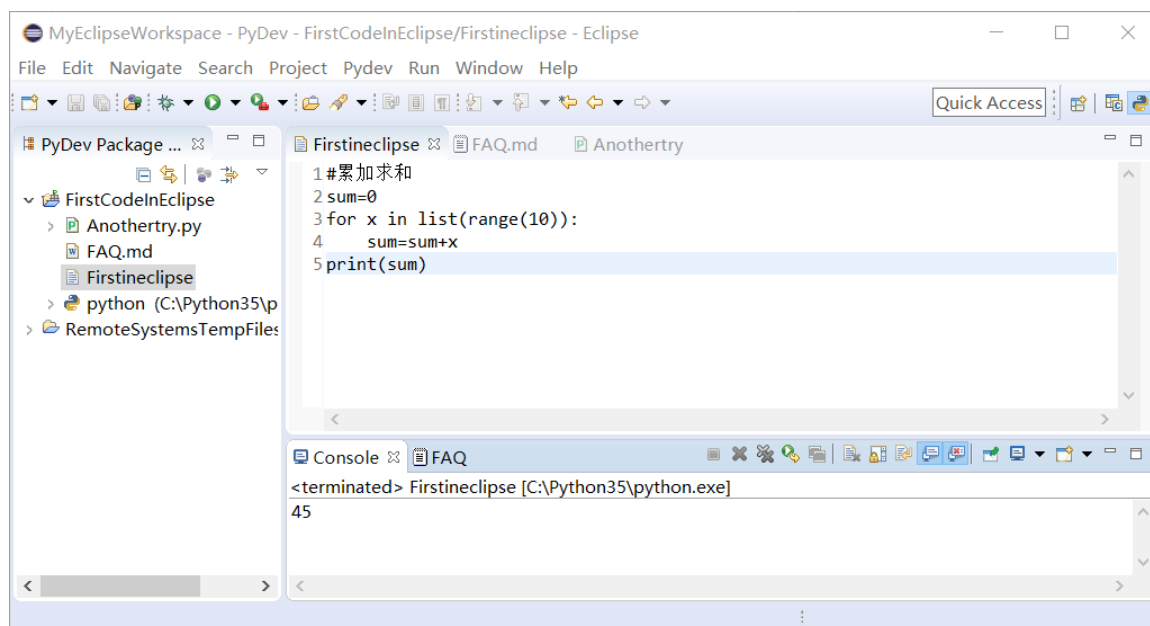 MyEclipseWorkspace - PyDev - FirstCodeInEclipse/Firstineclipse - Eclipse
File Edit Navigate Search Project Pydev Run Window Help
Quick Access
PyDev Package ...
FirstCodeInEclipse
Anothertry.py
FAQ.md
Firstineclipse
python (C:\Python35\p
RemoteSystemsTempFiles
Firstineclipse FAQ.md Anothertry
1 #累加求和
2 sum=0
3 for x in list(range(10)):
4     sum=sum+x
5 print(sum)
Console FAQ
<terminated> Firstineclipse [C:\Python35\python.exe]
45